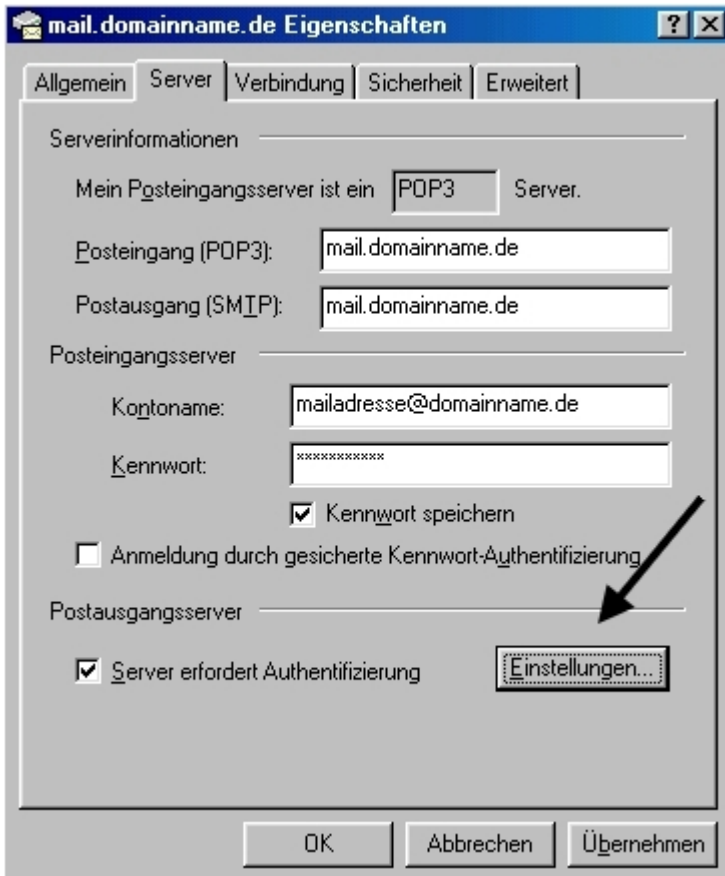 mail.domainname.de Eigenschaften
Allgemein Server Verbindung Sicherheit Erweitert
Serverinformationen
Mein Posteingangsserver ist ein POP3 Server.
Posteingang (POP3): mail.domainname.de
Postausgang (SMTP): mail.domainname.de
Posteingangsserver
Kontoname: mailadresse@domainname.de
Kennwort: ***********
Kennwort speichern
Anmeldung durch gesicherte Kennwort-Authentifizierung
Postausgangsserver
Server erfordert Authentifizierung Einstellungen...
OK Abbrechen Übernehmen